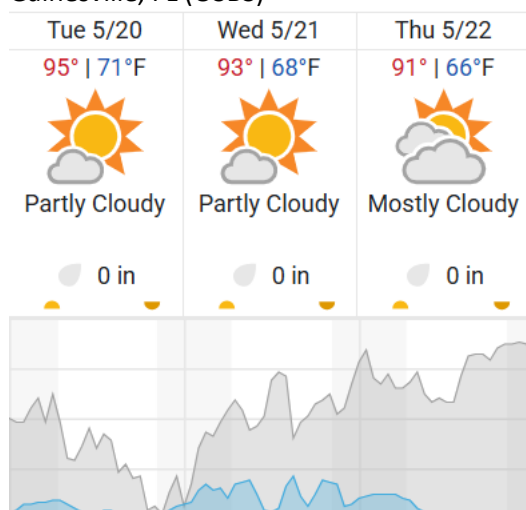 Tue 5/20
Wed 5/21
Thu 5/22
95° | 71°F
93° | 68°F
91° | 66°F
Partly Cloudy
Partly Cloudy
Mostly Cloudy
0 in
0 in
0 in